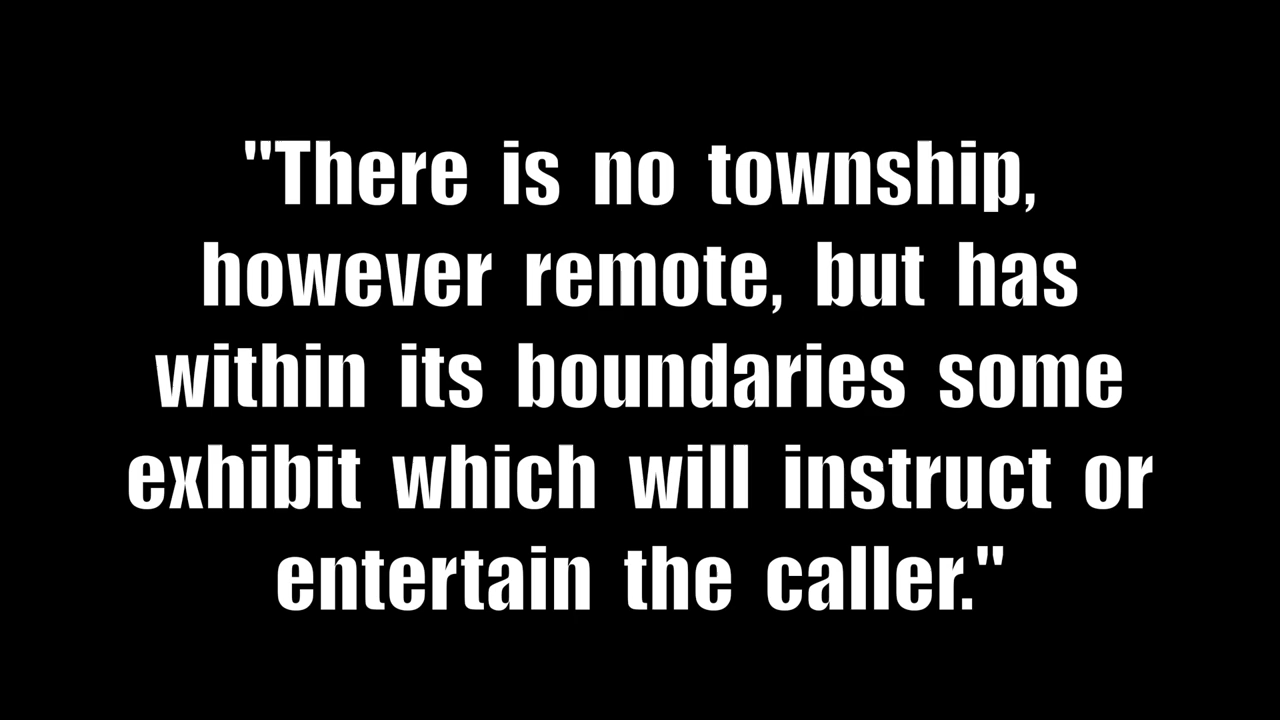 "There is no township,
however remote, but has
within its boundaries some
exhibit which will instruct or
entertain the caller."